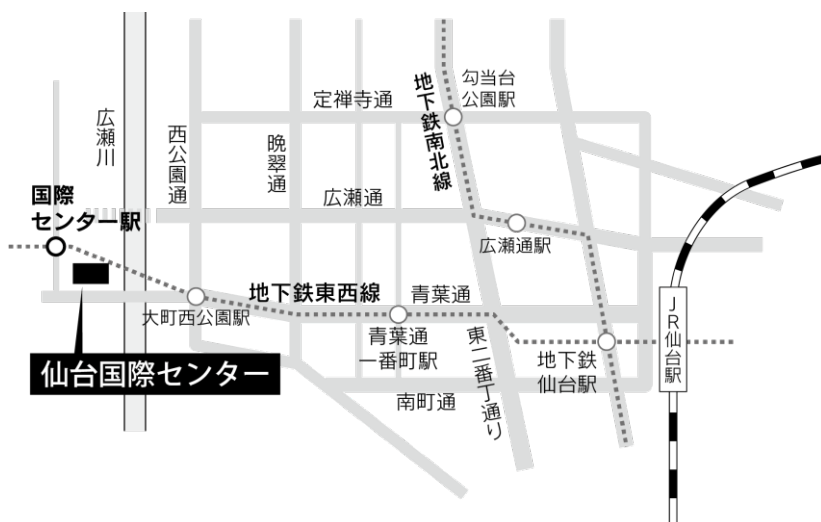 地下鉄南北線
勾当台
公園駅
定禅寺通
広瀬川
西公園通
晩翠通
国際
センター駅
広瀬通
広瀬通駅
地下鉄東西線
青葉通
大町西公園駅
青葉通
一番町駅
東二番丁通り
地下鉄
仙台駅
JR仙台駅
仙台国際センター
南町通